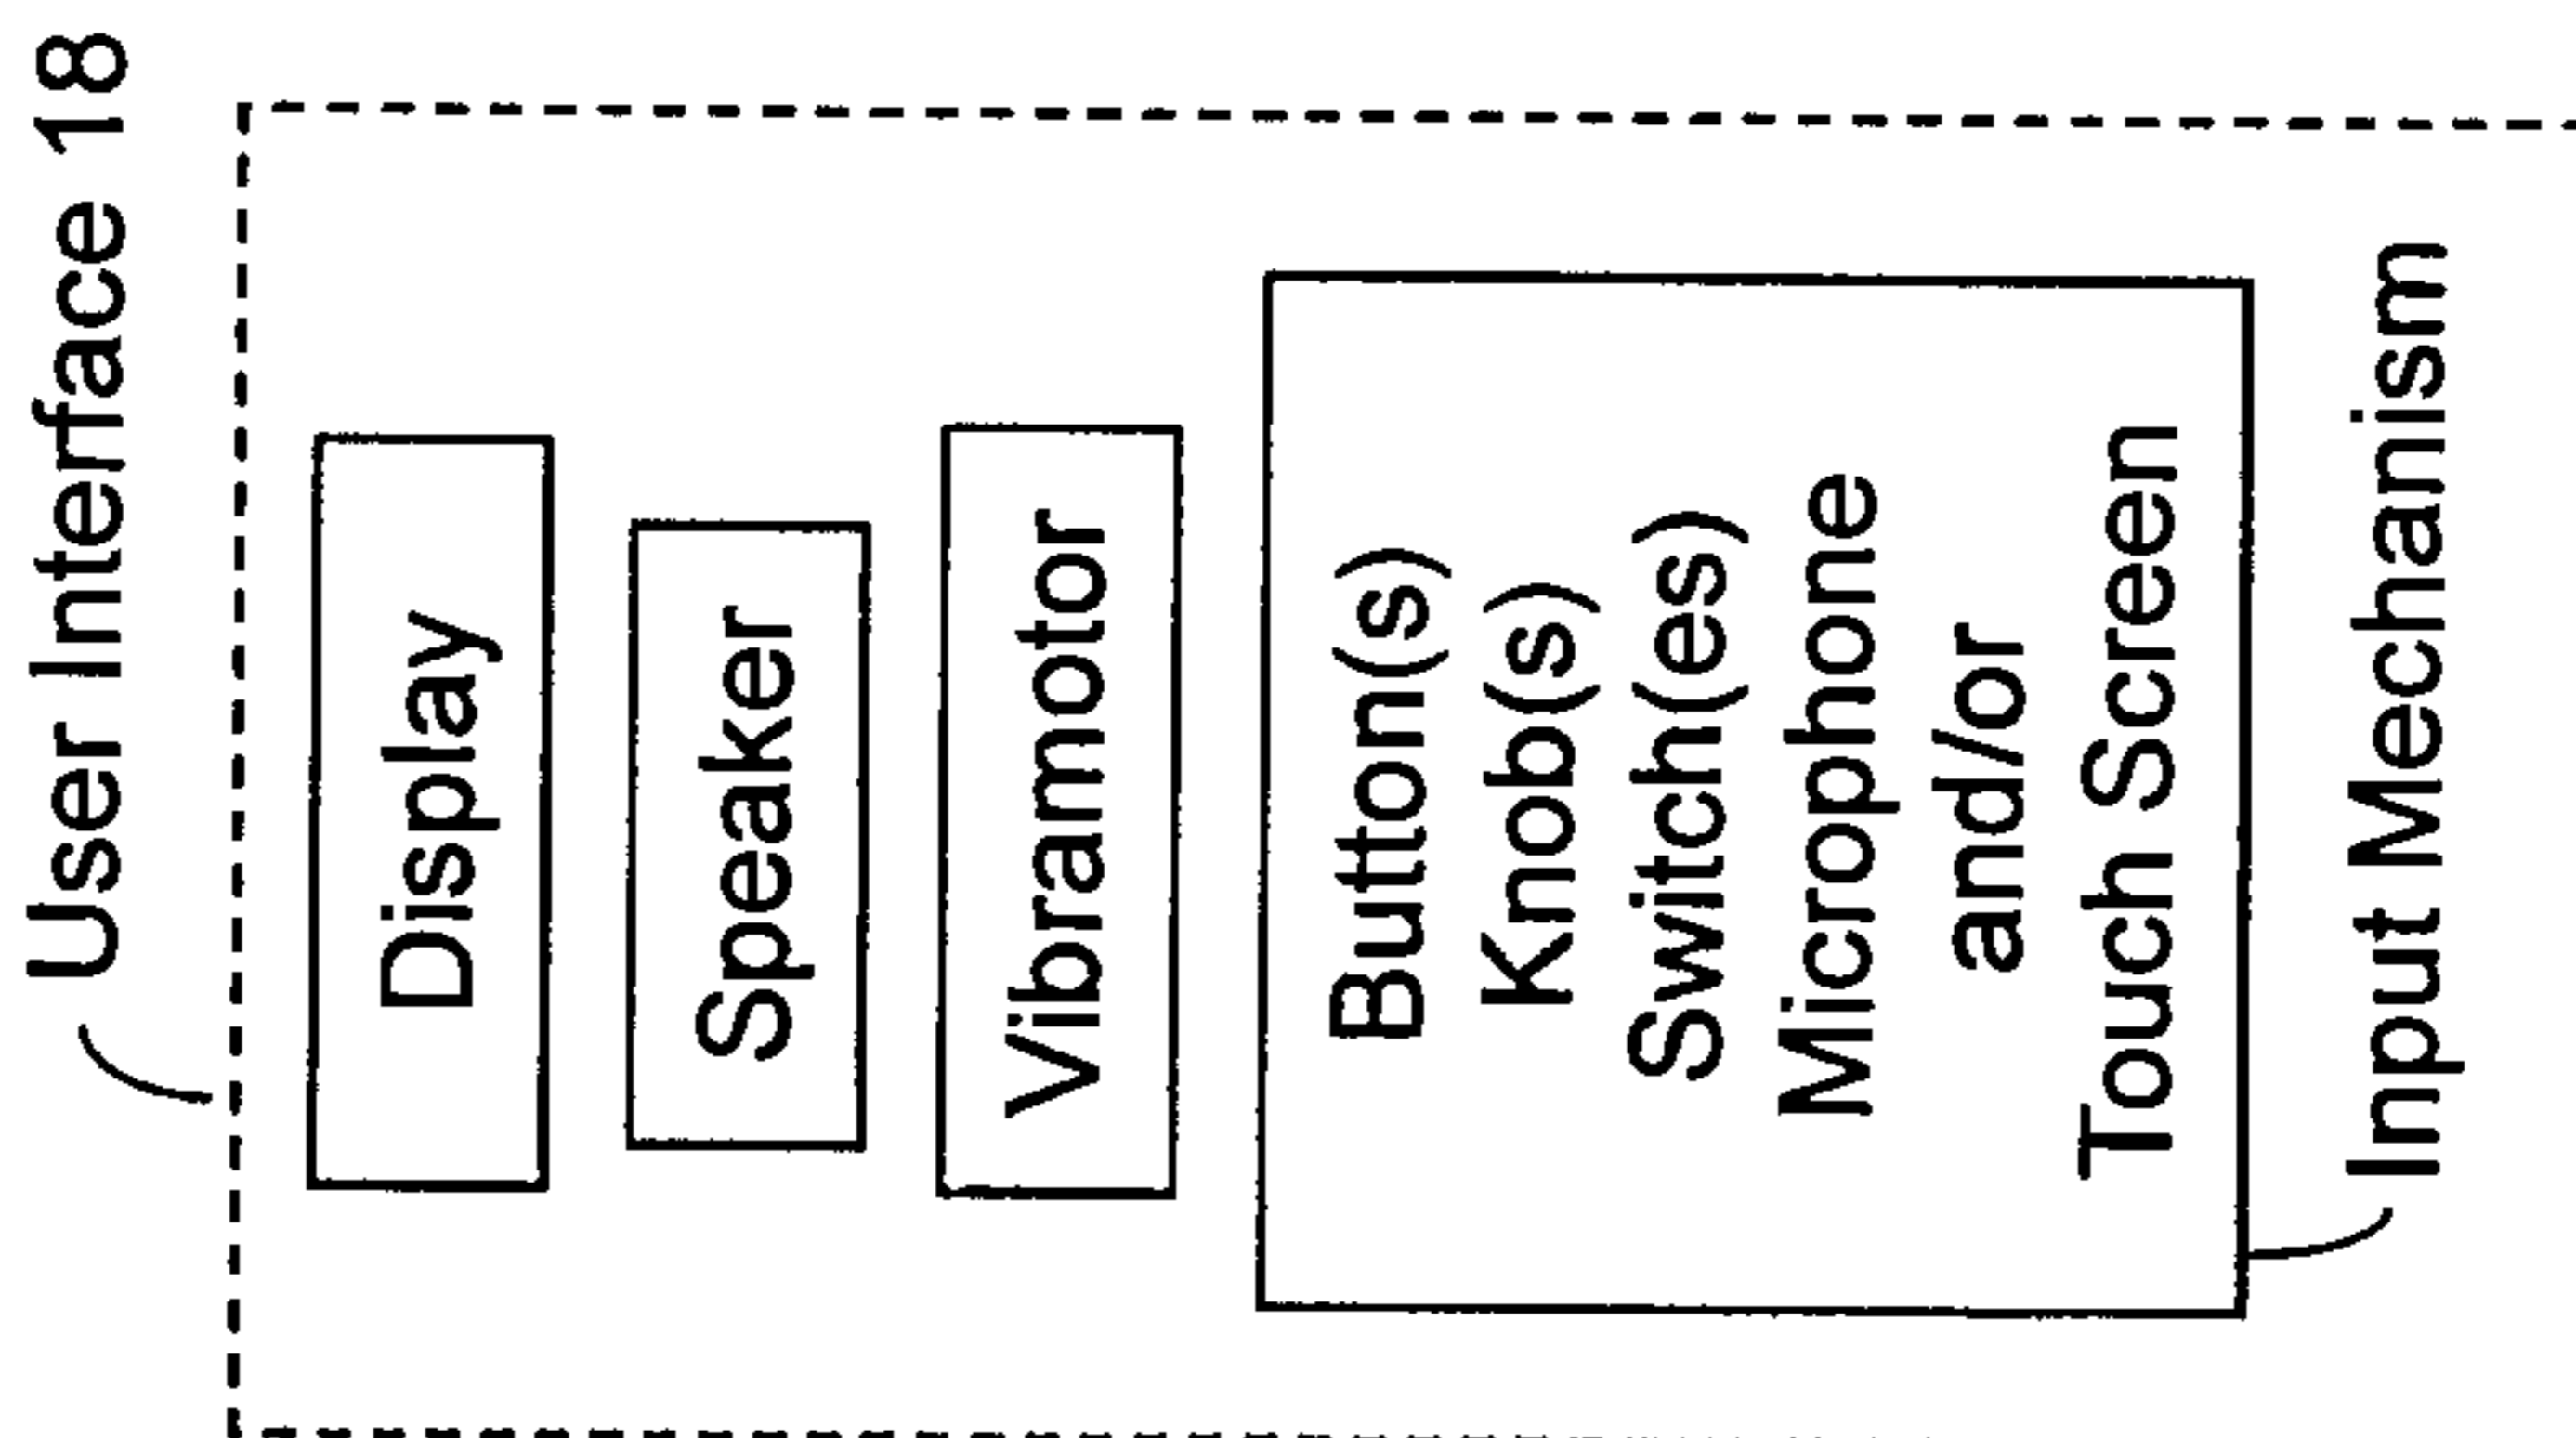 User Interface 18
Display
Speaker
Vibramotor
Button(s)
Knob(s)
Switch(es)
Microphone
and/or
Touch Screen
Input Mechanism